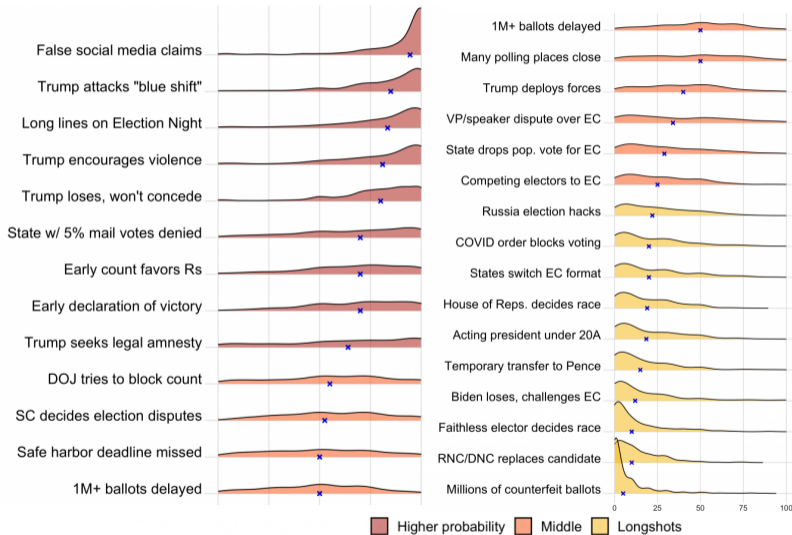 False social media claims
Trump attacks "blue shift"
Long lines on Election Night
Trump encourages violence
Trump loses, won't concede
State w/ 5% mail votes denied
Early count favors Rs
Early declaration of victory
Trump seeks legal amnesty
DOJ tries to block count
SC decides election disputes
Safe harbor deadline missed
1M+ ballots delayed
1M+ ballots delayed
Many polling places close
Trump deploys forces
VP/speaker dispute over EC
State drops pop. vote for EC
Competing electors to EC
Russia election hacks
COVID order blocks voting
States switch EC format
House of Reps. decides race
Acting president under 20A
Temporary transfer to Pence
Biden loses, challenges EC
Faithless elector decides race
RNC/DNC replaces candidate
Millions of counterfeit ballots
0 25 50 75 100
Higher probability Middle Longshots